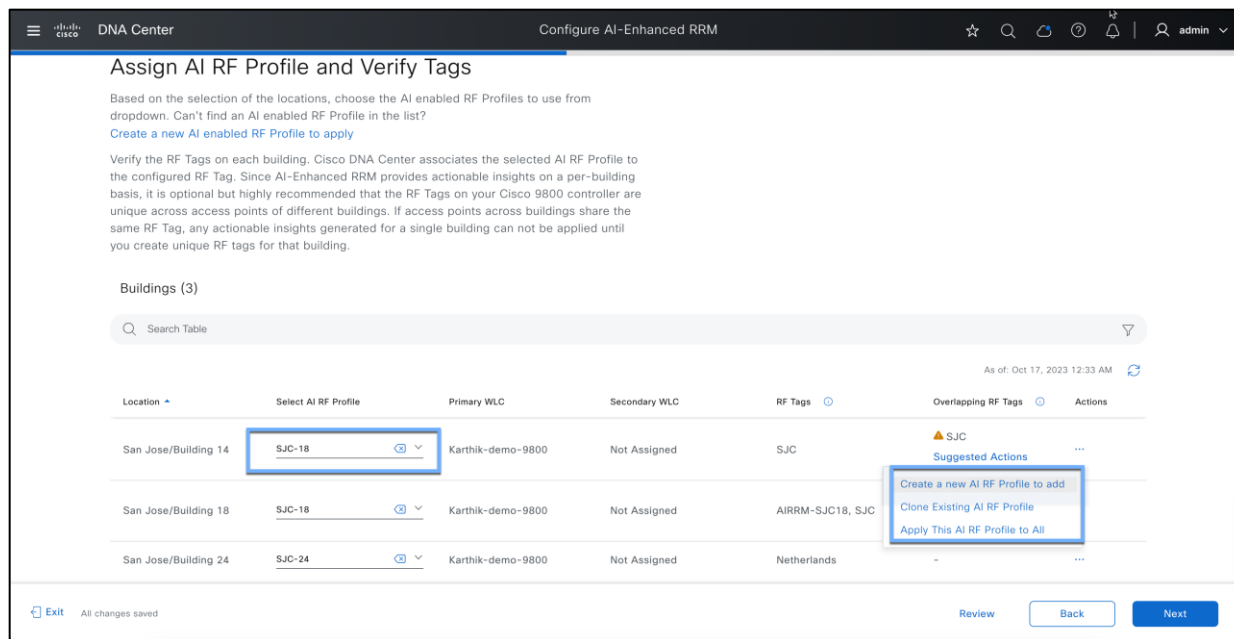 cisco DNA Center Configure AI-Enhanced RRM admin
Assign AI RF Profile and Verify Tags
Based on the selection of the locations, choose the AI enabled RF Profiles to use from
dropdown. Can't find an AI enabled RF Profile in the list?
Create a new AI enabled RF Profile to apply
Verify the RF Tags on each building. Cisco DNA Center associates the selected AI RF Profile to
the configured RF Tag. Since AI-Enhanced RRM provides actionable insights on a per-building
basis, it is optional but highly recommended that the RF Tags on your Cisco 9800 controller are
unique across access points of different buildings. If access points across buildings share the
same RF Tag, any actionable insights generated for a single building can not be applied until
you create unique RF tags for that building.
Buildings (3)
Search Table
As of: Oct 17, 2023 12:33 AM
Location Select AI RF Profile Primary WLC Secondary WLC RF Tags Overlapping RF Tags Actions
San Jose/Building 14 SJC-18 Karthik-demo-9800 Not Assigned SJC SJC ...
Suggested Actions
Create a new AI RF Profile to add
Clone Existing AI RF Profile
Apply This AI RF Profile to All
San Jose/Building 18 SJC-18 Karthik-demo-9800 Not Assigned AIRRM-SJC18, SJC
San Jose/Building 24 SJC-24 Karthik-demo-9800 Not Assigned Netherlands - ...
Exit All changes saved Review Back Next